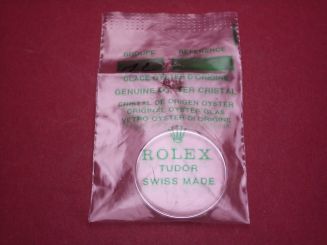 GROUPE REFERENCE
GLACE OYSTER D'ORIGINE
GENUINE OYSTER CRISTAL
CRISTAL DE ORIGEN OYSTER
ORIGINAL OYSTER GLAS
VETRO OYSTER DI ORIGINE
ROLEX
TUDOR
SWISS MADE